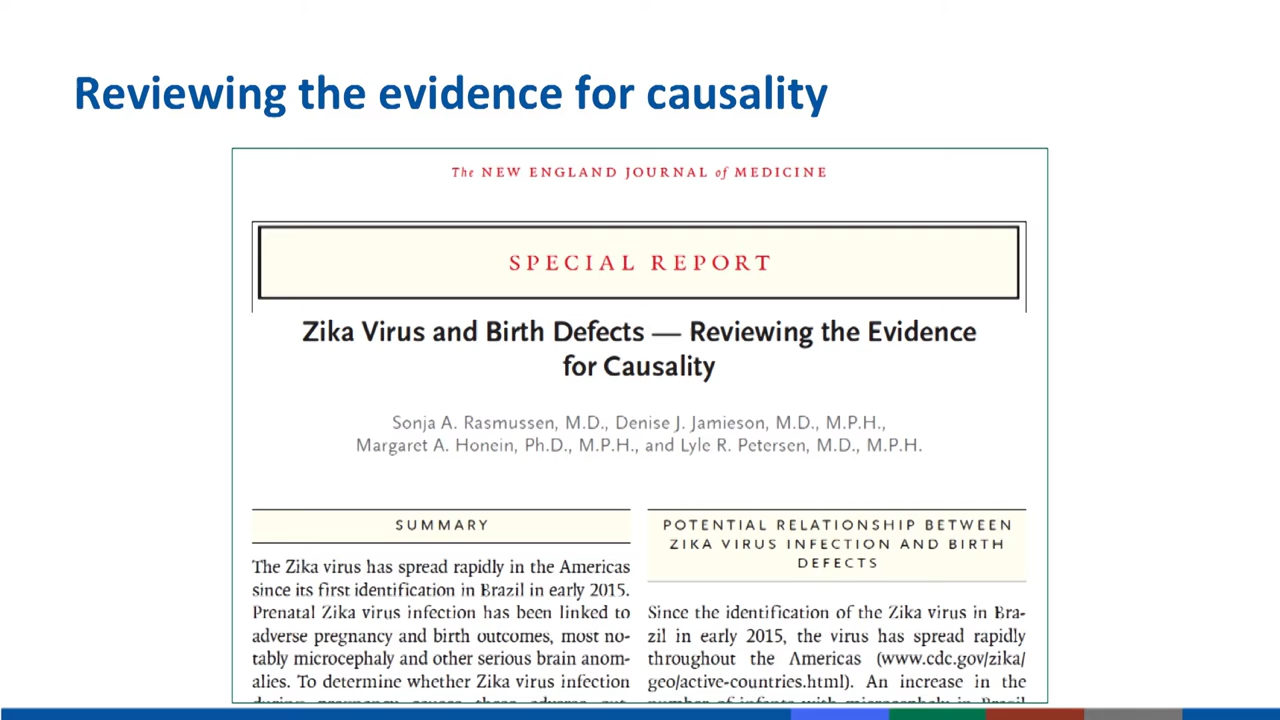 Reviewing the evidence for causality
The NEW ENGLAND JOURNAL of MEDICINE
SPECIAL REPORT
Zika Virus and Birth Defects — Reviewing the Evidence
for Causality
Sonja A. Rasmussen, M.D., Denise J. Jamieson, M.D., M.P.H.,
Margaret A. Honein, Ph.D., M.P.H., and Lyle R. Petersen, M.D., M.P.H.
SUMMARY
The Zika virus has spread rapidly in the Americas
since its first identification in Brazil in early 2015.
Prenatal Zika virus infection has been linked to
adverse pregnancy and birth outcomes, most no-
tably microcephaly and other serious brain anom-
alies. To determine whether Zika virus infection
POTENTIAL RELATIONSHIP BETWEEN
ZIKA VIRUS INFECTION AND BIRTH
DEFECTS
Since the identification of the Zika virus in Bra-
zil in early 2015, the virus has spread rapidly
throughout the Americas (www.cdc.gov/zika/
geo/active-countries.html). An increase in the